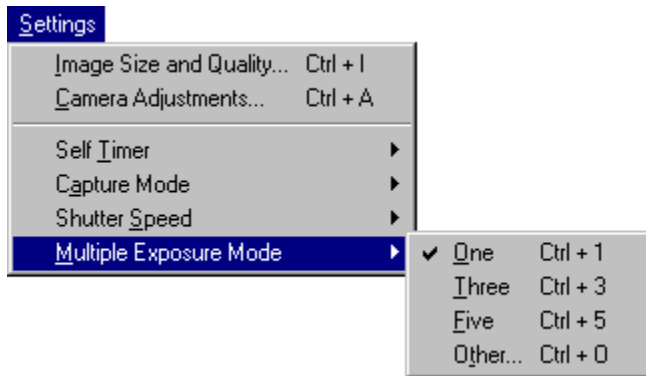 Settings
Image Size and Quality... Ctrl + I
Camera Adjustments... Ctrl + A
Self Timer
Capture Mode
Shutter Speed
Multiple Exposure Mode
One Ctrl + 1
Three Ctrl + 3
Five Ctrl + 5
Other... Ctrl + O